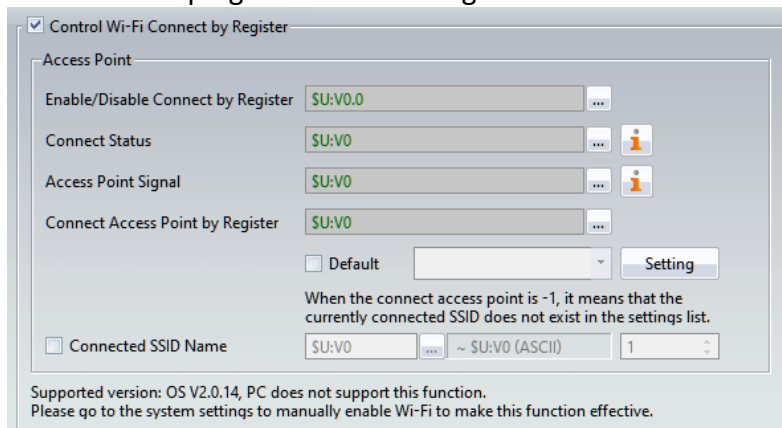 Control Wi-Fi Connect by Register
Access Point
Enable/Disable Connect by Register $U:V0.0 ...
Connect Status $U:V0 ... i
Access Point Signal $U:V0 ... i
Connect Access Point by Register $U:V0 ...
Default Setting
When the connect access point is -1, it means that the
currently connected SSID does not exist in the settings list.
Connected SSID Name $U:V0 ... ~ $U:V0 (ASCII) 1
Supported version: OS V2.0.14, PC does not support this function.
Please go to the system settings to manually enable Wi-Fi to make this function effective.